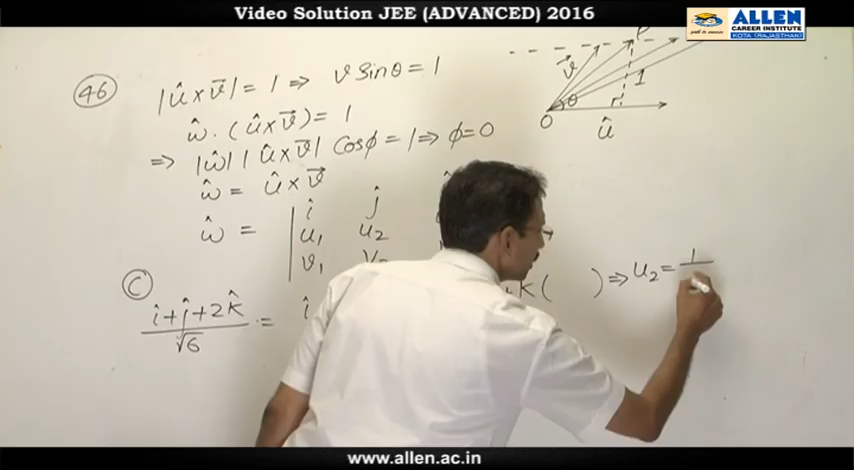 Video Solution JEE (ADVANCED) 2016
ALLEN
CAREER INSTITUTE
KOTA (RAJASTHAN)
46
|û × v⃗| = 1 ⇒ v sinθ = 1
ŵ · (û × v⃗) = 1
⇒ |ŵ| |û × v⃗| cosφ = 1 ⇒ φ = 0
ŵ = û × v⃗
ŵ = | î ĵ
u₁ u₂
v₁ v₂
C
(î + ĵ + 2k̂)/√6 = î
+ k̂ ( ) ⇒ u₂ = 1
P
v⃗
1
θ
O
û
www.allen.ac.in